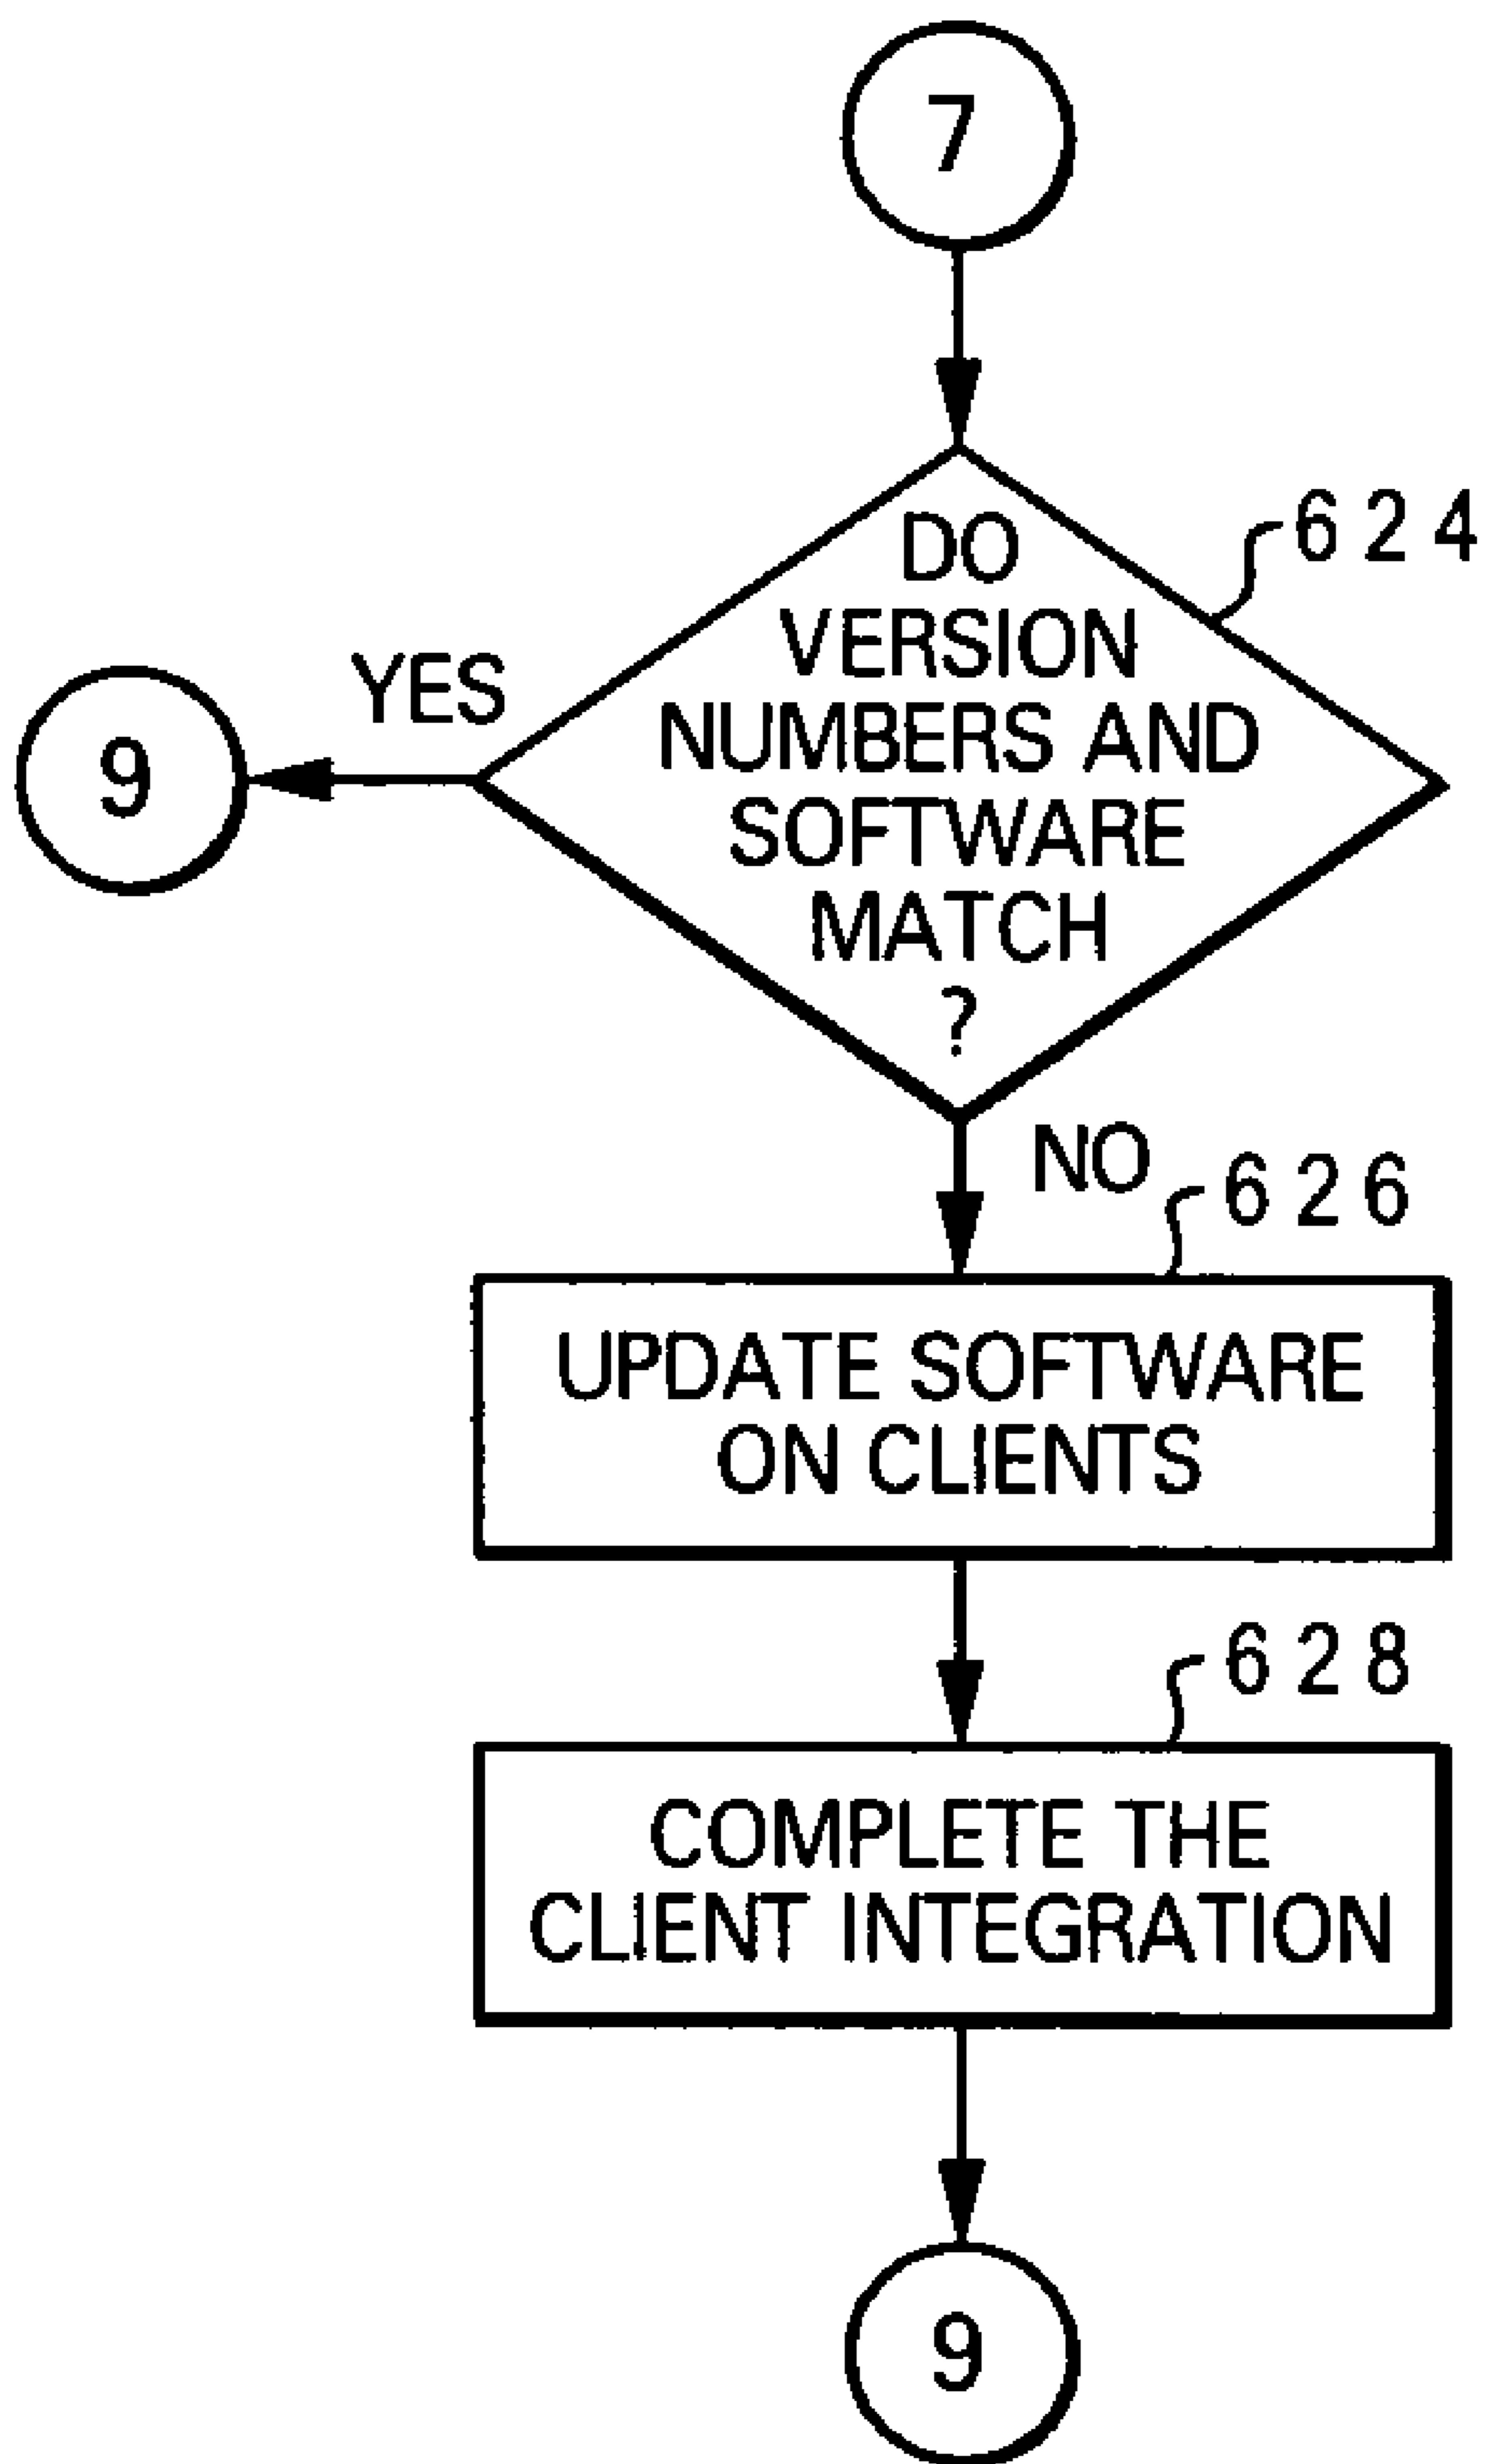 7
DO
VERSION
NUMBERS AND
SOFTWARE
MATCH
?
624
YES
9
NO
626
UPDATE SOFTWARE
ON CLIENTS
628
COMPLETE THE
CLIENT INTEGRATION
9